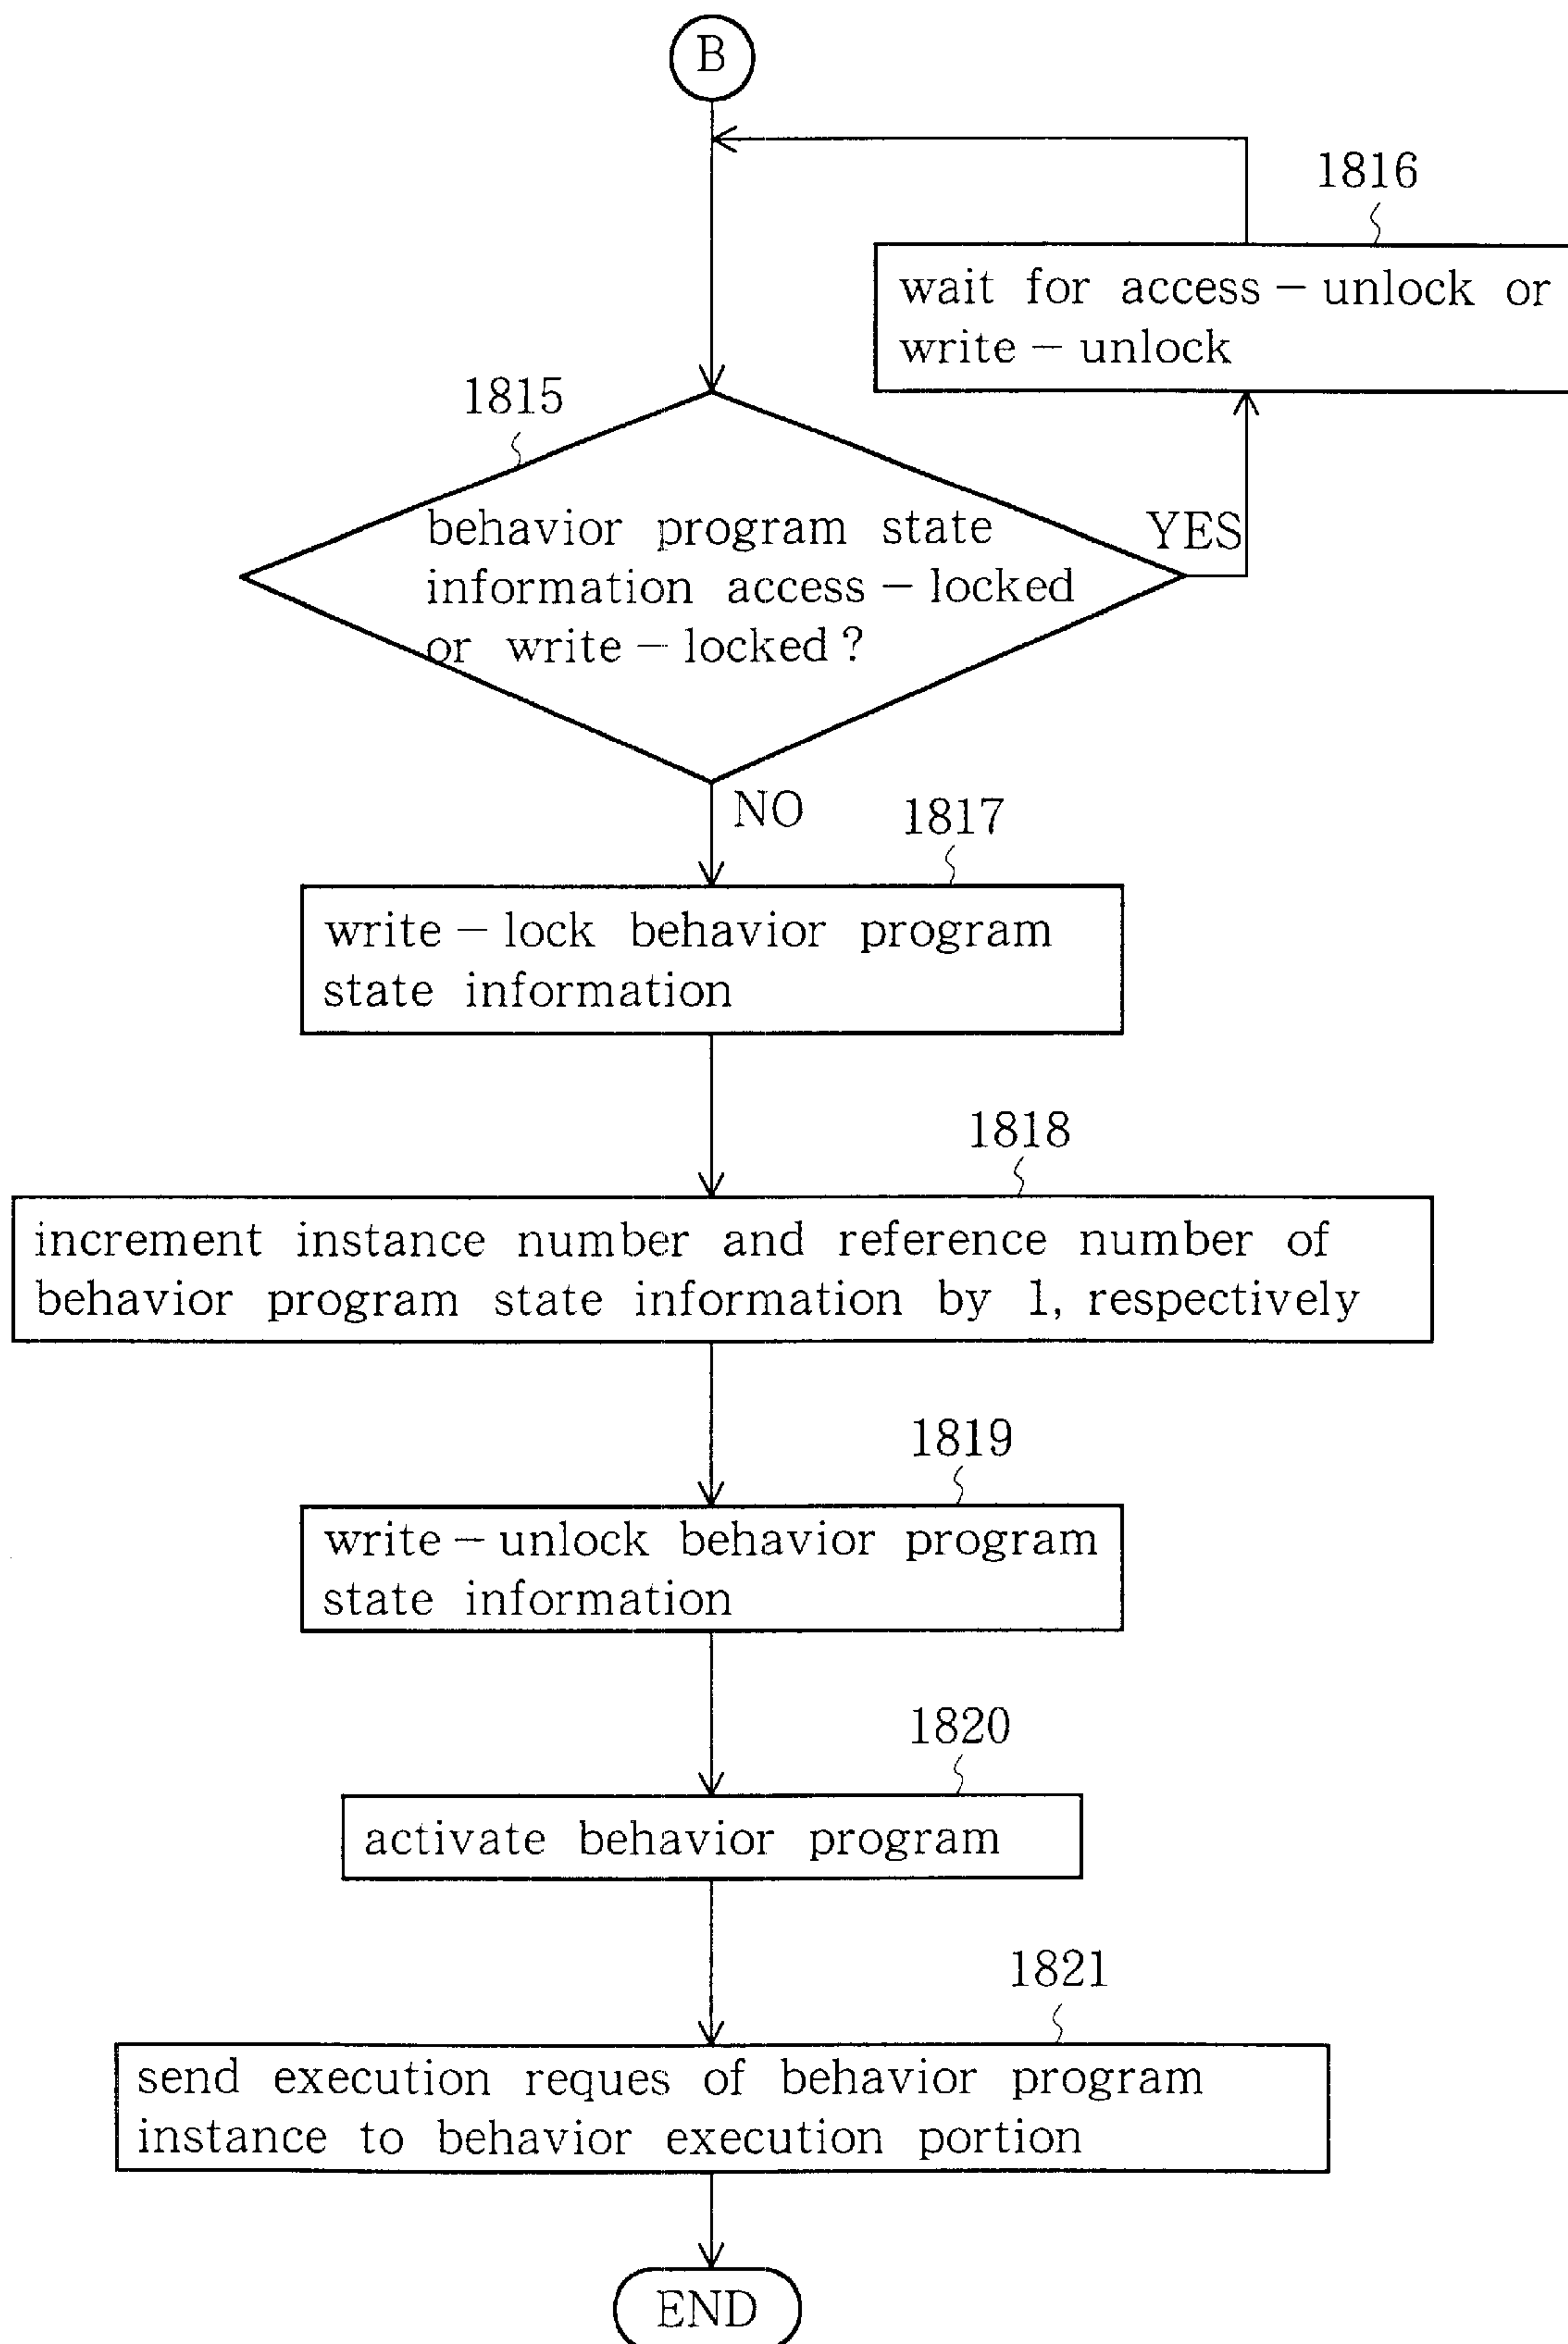 B
1816
wait for access – unlock or
write – unlock
1815
behavior program state
information access – locked
or write – locked ?
YES
NO
1817
write – lock behavior program
state information
1818
increment instance number and reference number of
behavior program state information by 1, respectively
1819
write – unlock behavior program
state information
1820
activate behavior program
1821
send execution reques of behavior program
instance to behavior execution portion
END